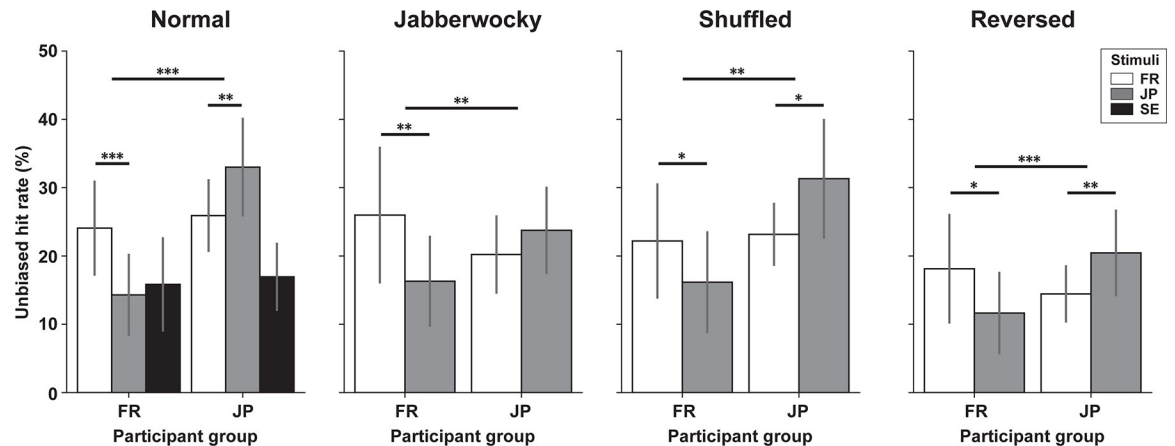 Normal
Jabberwocky
Shuffled
Reversed
Unbiased hit rate (%)
50
40
30
20
10
0
***
***
**
**
**
**
*
*
***
*
**
Stimuli
FR
JP
SE
FR JP
FR JP
FR JP
FR JP
Participant group
Participant group
Participant group
Participant group